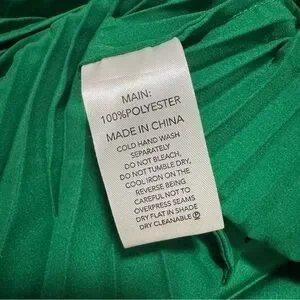 MAIN:
100%POLYESTER
MADE IN CHINA
COLD HAND WASH
SEPARATELY
DO NOT BLEACH,
DO NOT TUMBLE DRY,
COOL IRON ON THE
REVERSE BEING
CAREFUL NOT TO
OVERPRESS SEAMS
DRY FLAT IN SHADE
DRY CLEANABLE Ⓟ